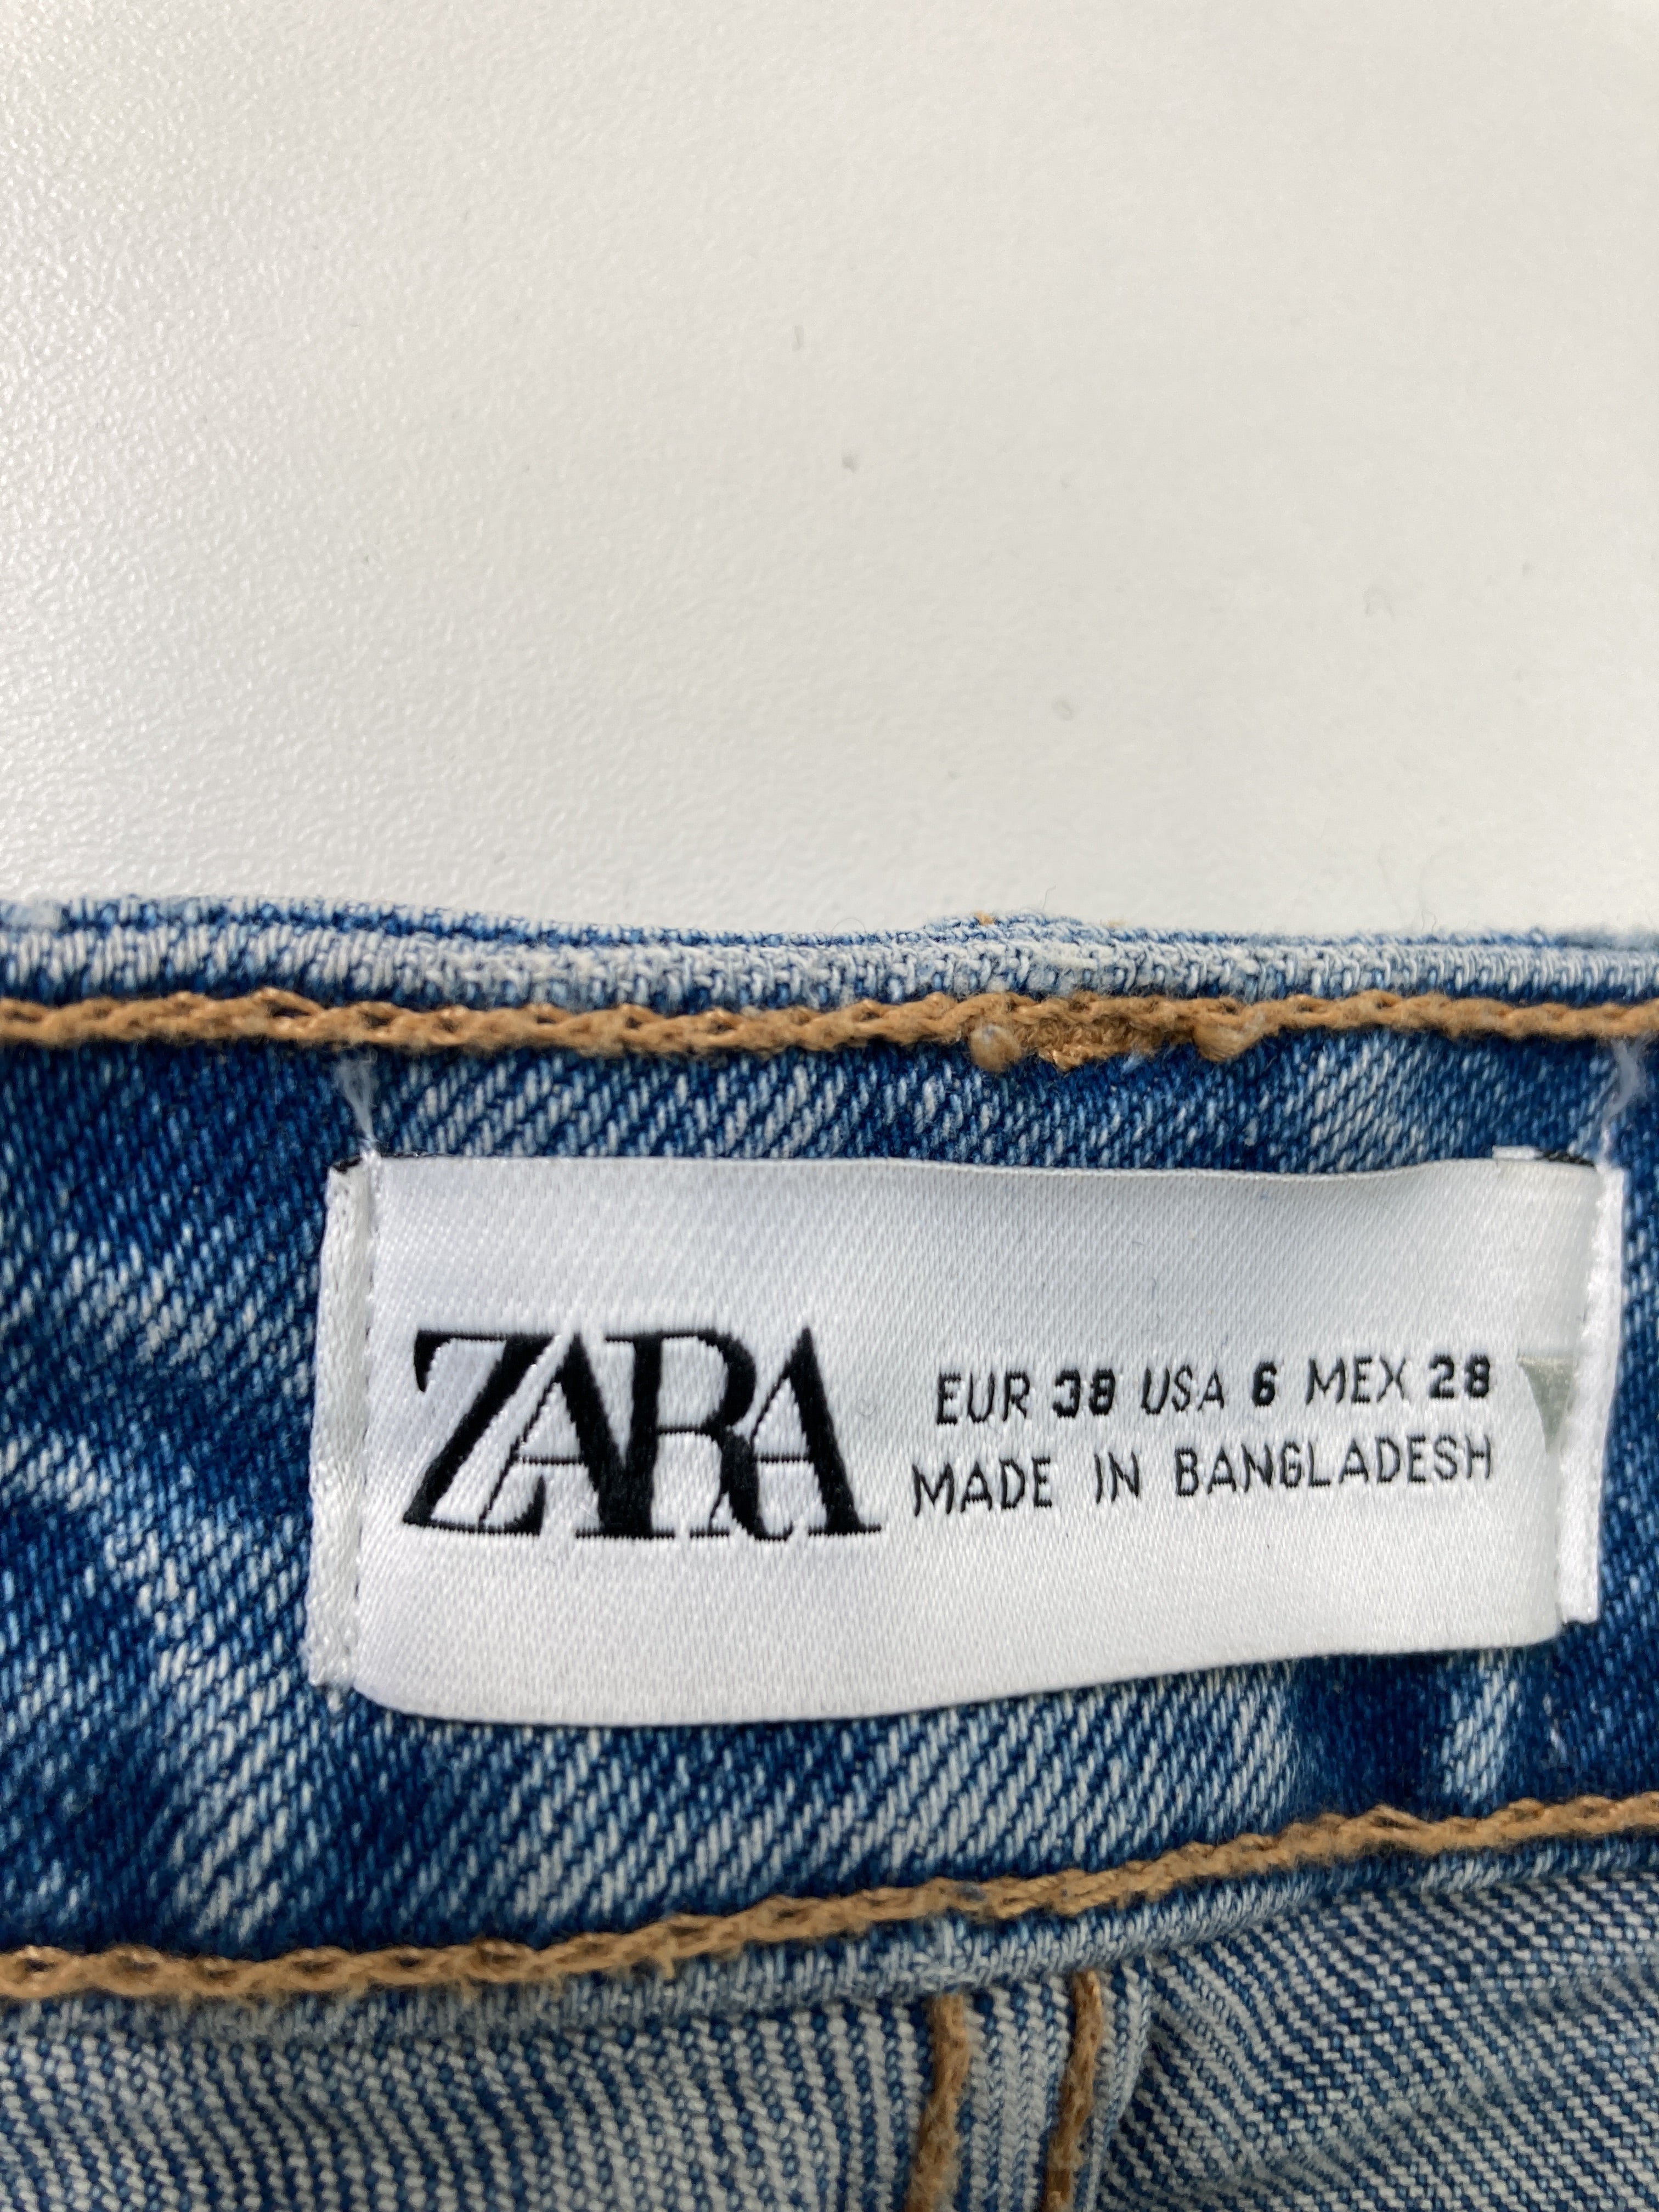 ZARA
EUR 38 USA 6 MEX 28
MADE IN BANGLADESH